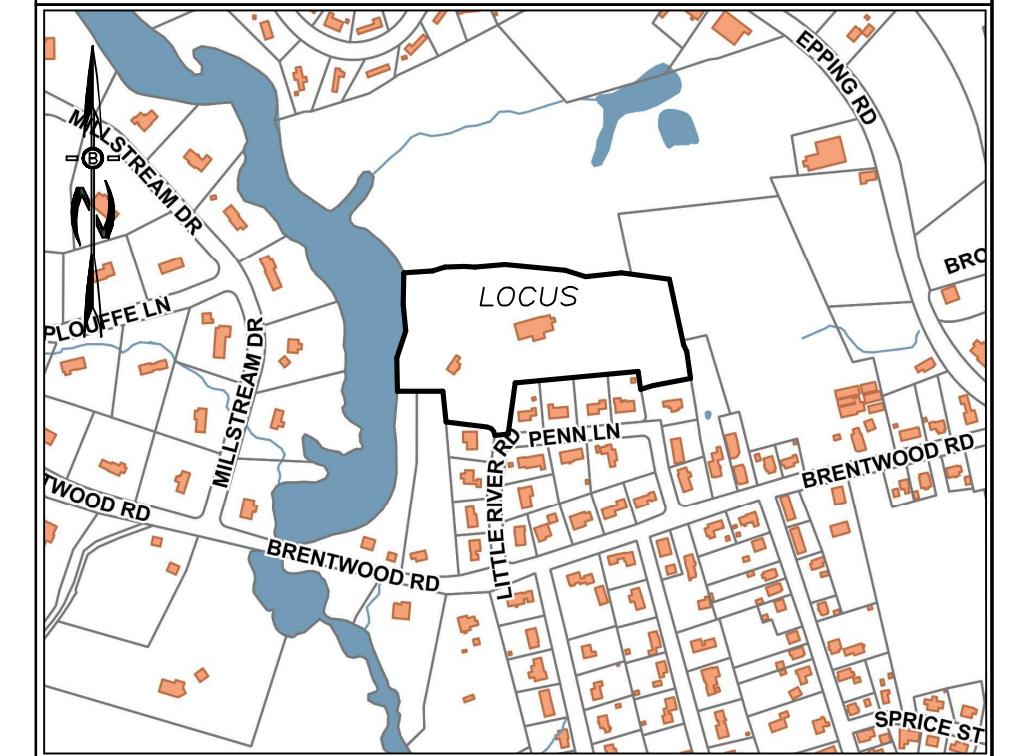 EPPING RD
MILLSTREAM DR
B
N
BRO
LOCUS
PLOUFFE LN
MILLSTREAM DR
PENN LN
LITTLE RIVER RD
BRENTWOOD RD
TWOOD RD
BRENTWOOD RD
SPRICE ST